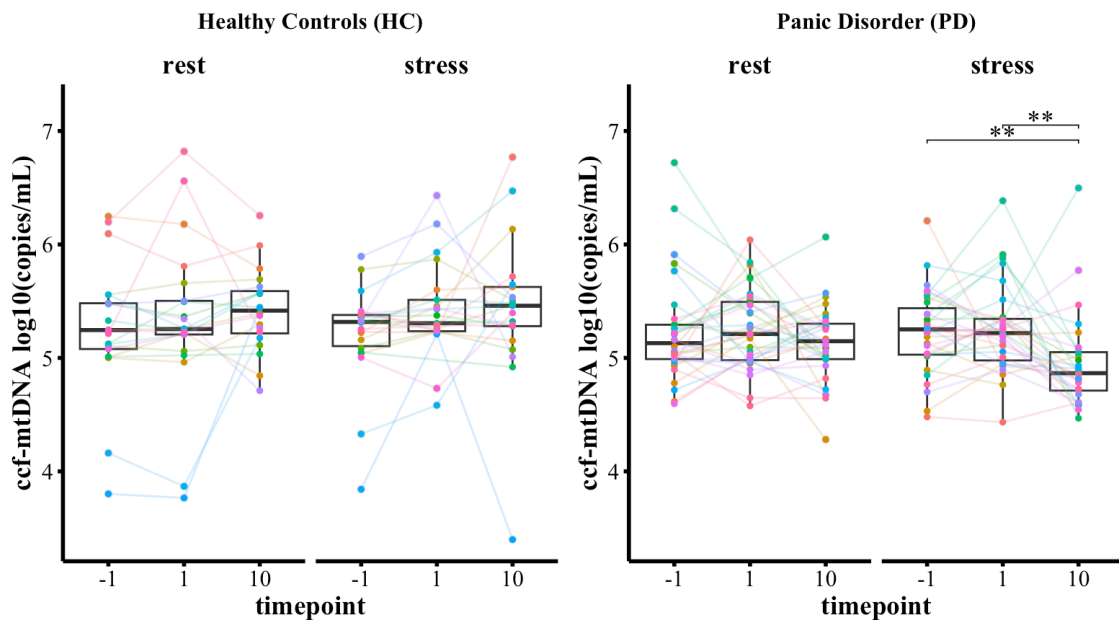 Healthy Controls (HC)
Panic Disorder (PD)
rest
stress
rest
stress
ccf-mtDNA log10(copies/mL)
7
6
5
4
-1
1
10
-1
1
10
timepoint
ccf-mtDNA log10(copies/mL)
7
6
5
4
**
**
-1
1
10
-1
1
10
timepoint